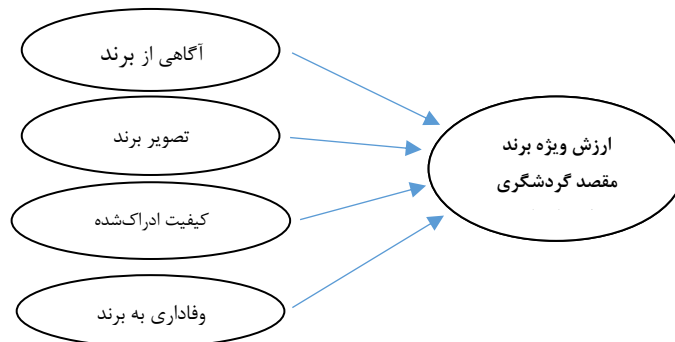 آگاهی از برند
تصویر برند
کیفیت ادراک‌شده
وفاداری به برند
ارزش ویژه برند
مقصد گردشگری